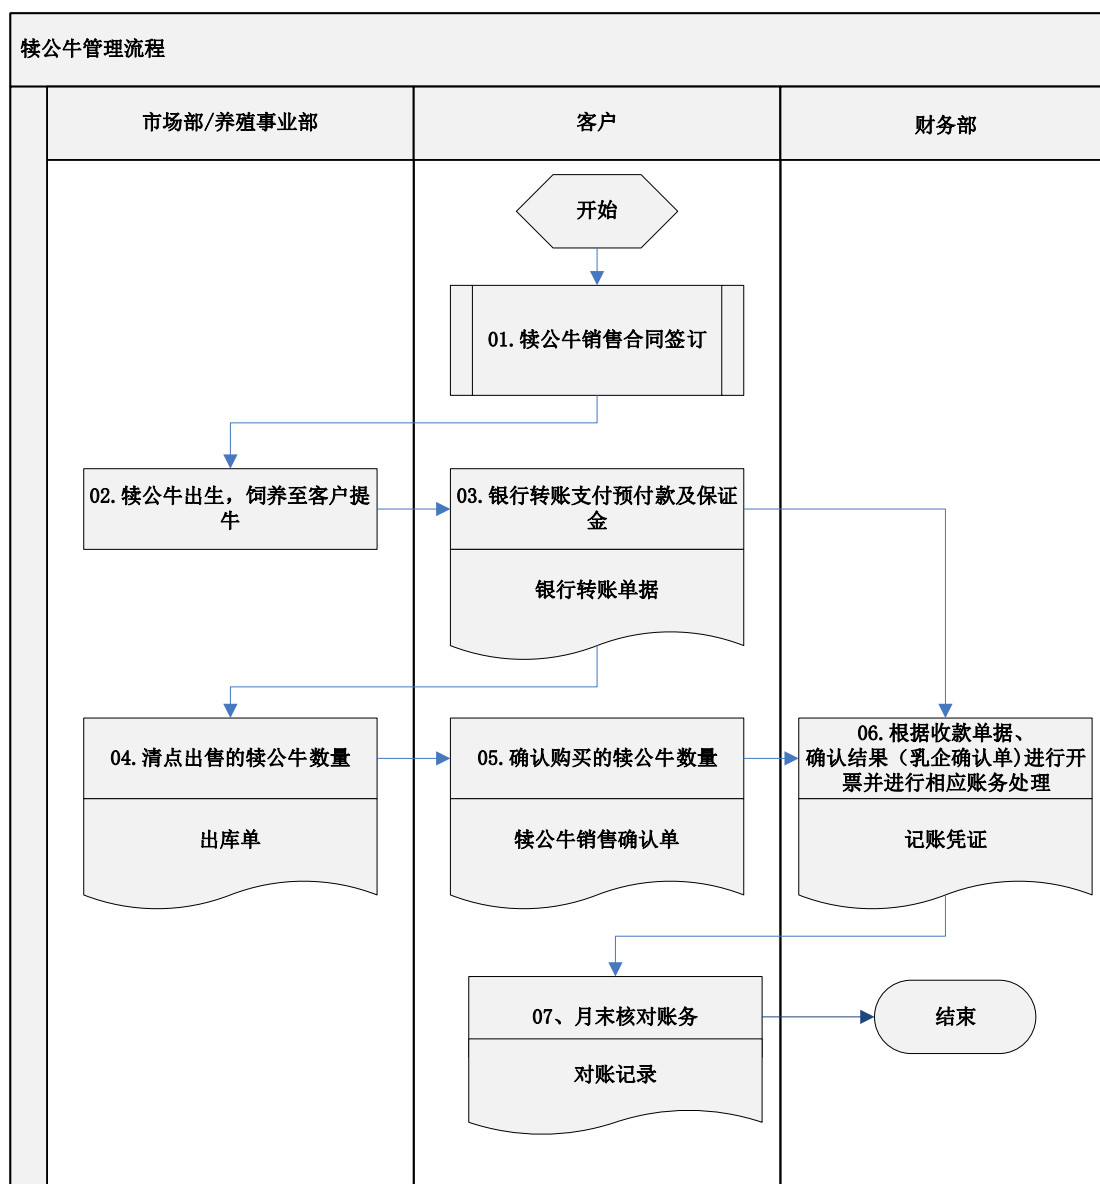 犊公牛管理流程
市场部/养殖事业部
客户
财务部
开始
01.犊公牛销售合同签订
02.犊公牛出生，饲养至客户提
牛
03.银行转账支付预付款及保证
金
银行转账单据
04.清点出售的犊公牛数量
出库单
05.确认购买的犊公牛数量
犊公牛销售确认单
06.根据收款单据、
确认结果（乳企确认单)进行开
票并进行相应账务处理
记账凭证
07、月末核对账务
对账记录
结束